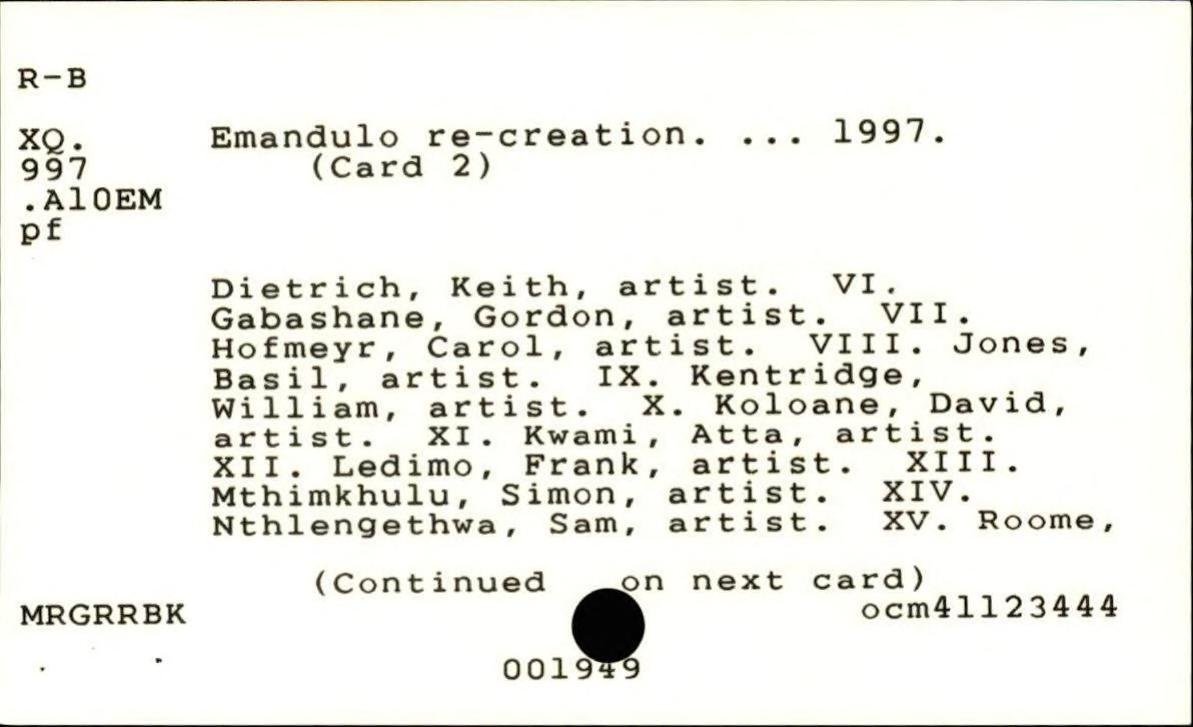 R-B
XQ. Emandulo re-creation. ... 1997.
997 (Card 2)
.A10EM
pf
Dietrich, Keith, artist. VI.
Gabashane, Gordon, artist. VII.
Hofmeyr, Carol, artist. VIII. Jones,
Basil, artist. IX. Kentridge,
William, artist. X. Koloane, David,
artist. XI. Kwami, Atta, artist.
XII. Ledimo, Frank, artist. XIII.
Mthimkhulu, Simon, artist. XIV.
Nthlengethwa, Sam, artist. XV. Roome,
(Continued on next card)
MRGRRBK ocm41123444
001949